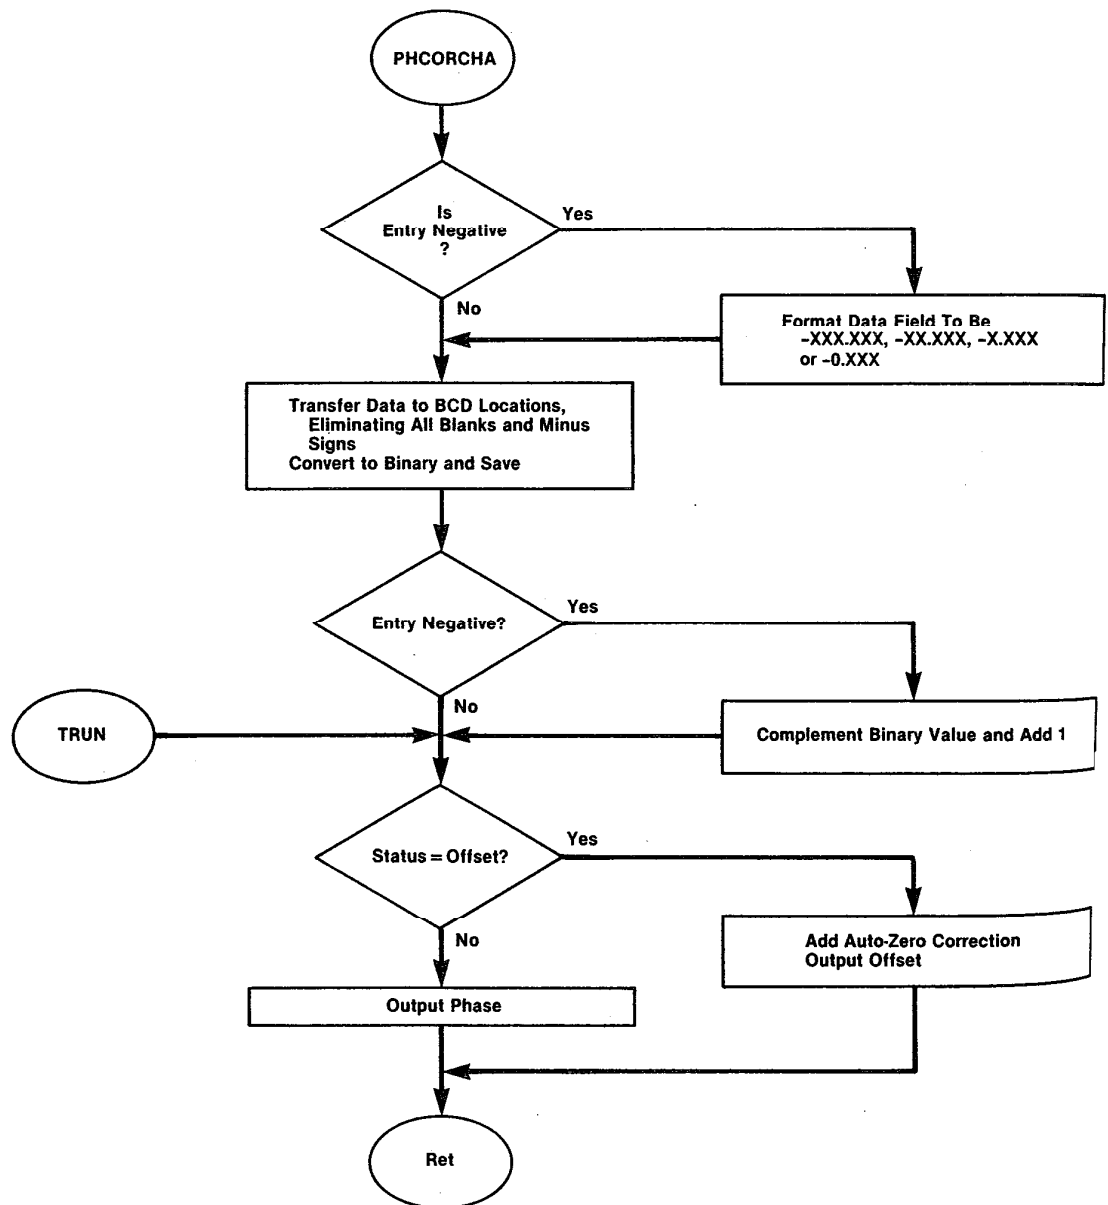 PHCORCHA
Is
Entry Negative
?
Yes
No
Format Data Field To Be
-XXX.XXX, -XX.XXX, -X.XXX
or -0.XXX
Transfer Data to BCD Locations,
Eliminating All Blanks and Minus
Signs
Convert to Binary and Save
Entry Negative?
Yes
No
TRUN
Complement Binary Value and Add 1
Status = Offset?
Yes
No
Add Auto-Zero Correction
Output Offset
Output Phase
Ret